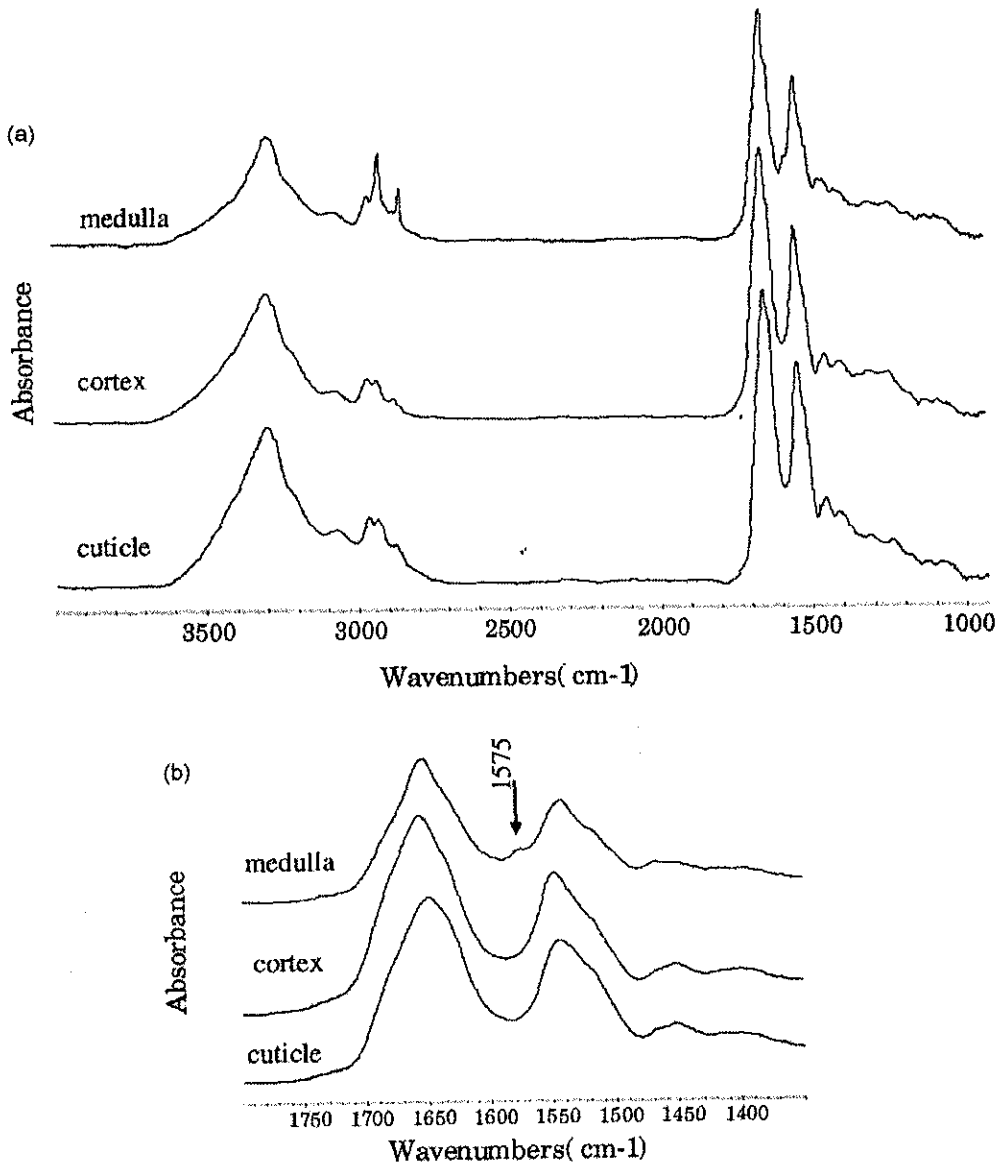 (a)
medulla
cortex
cuticle
Absorbance
3500 3000 2500 2000 1500 1000
Wavenumbers( cm-1)
(b)
1575
medulla
cortex
cuticle
Absorbance
1750 1700 1650 1600 1550 1500 1450 1400
Wavenumbers( cm-1)